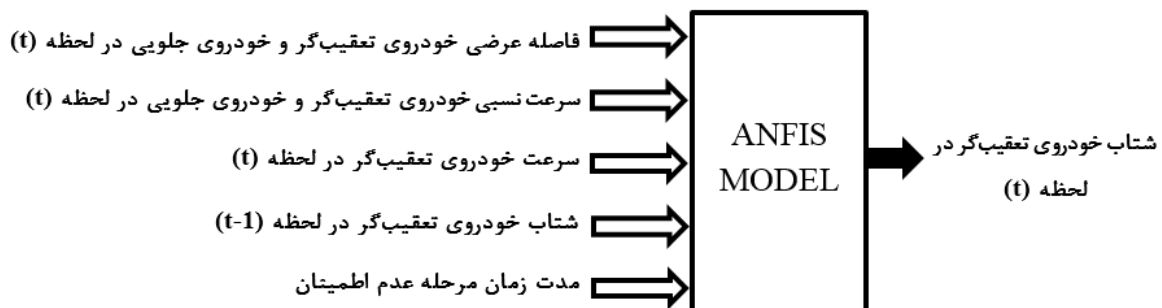 فاصله عرضی خودروی تعقیب‌گر و خودروی جلویی در لحظه (t)
سرعت نسبی خودروی تعقیب‌گر و خودروی جلویی در لحظه (t)
سرعت خودروی تعقیب‌گر در لحظه (t)
شتاب خودروی تعقیب‌گر در لحظه (t-1)
مدت زمان مرحله عدم اطمینان
ANFIS
MODEL
شتاب خودروی تعقیب‌گر در
لحظه (t)